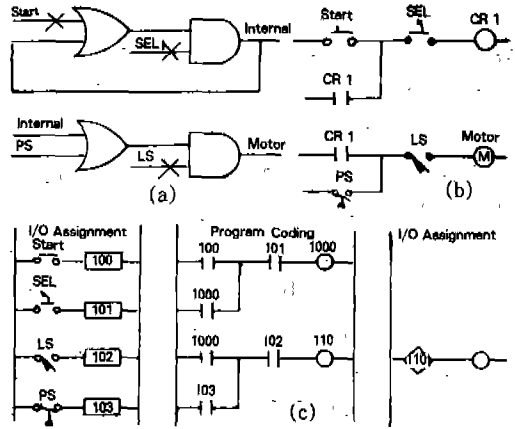 Start
SEL
Internal
Start
SEL
CR 1
CR 1
Internal
PS
LS
Motor
(a)
CR 1
PS
LS
Motor
M
(b)
I/O Assignment
Start
100
SEL
101
LS
102
PS
103
Program Coding
100
101
1000
1000
1000
102
110
103
(c)
I/O Assignment
110